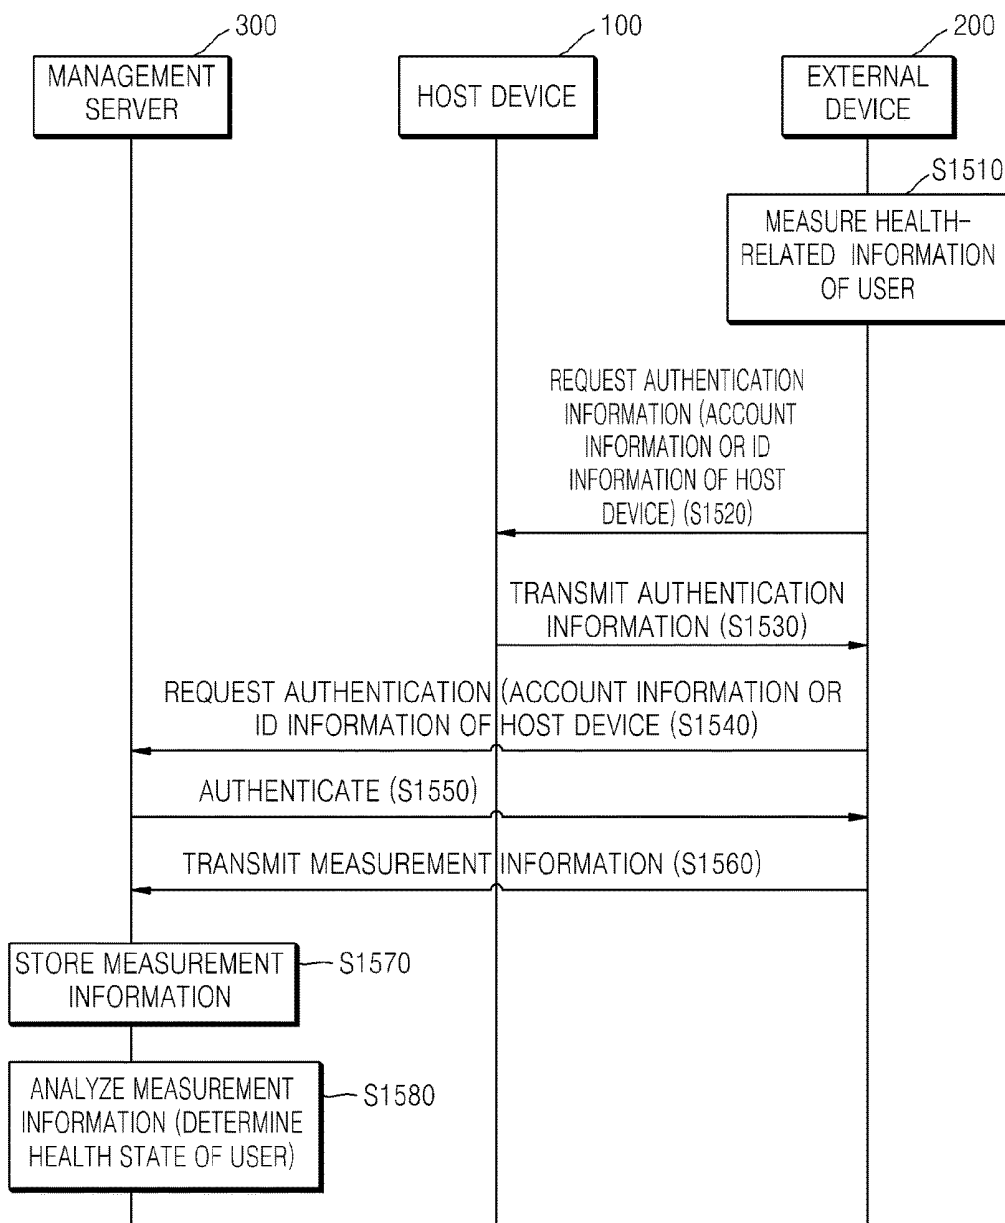 300
100
200
MANAGEMENT
SERVER
HOST DEVICE
EXTERNAL
DEVICE
S1510
MEASURE HEALTH-
RELATED INFORMATION
OF USER
REQUEST AUTHENTICATION
INFORMATION (ACCOUNT
INFORMATION OR ID
INFORMATION OF HOST
DEVICE) (S1520)
TRANSMIT AUTHENTICATION
INFORMATION (S1530)
REQUEST AUTHENTICATION (ACCOUNT INFORMATION OR
ID INFORMATION OF HOST DEVICE (S1540)
AUTHENTICATE (S1550)
TRANSMIT MEASUREMENT INFORMATION (S1560)
STORE MEASUREMENT
INFORMATION
S1570
ANALYZE MEASUREMENT
INFORMATION (DETERMINE
HEALTH STATE OF USER)
S1580